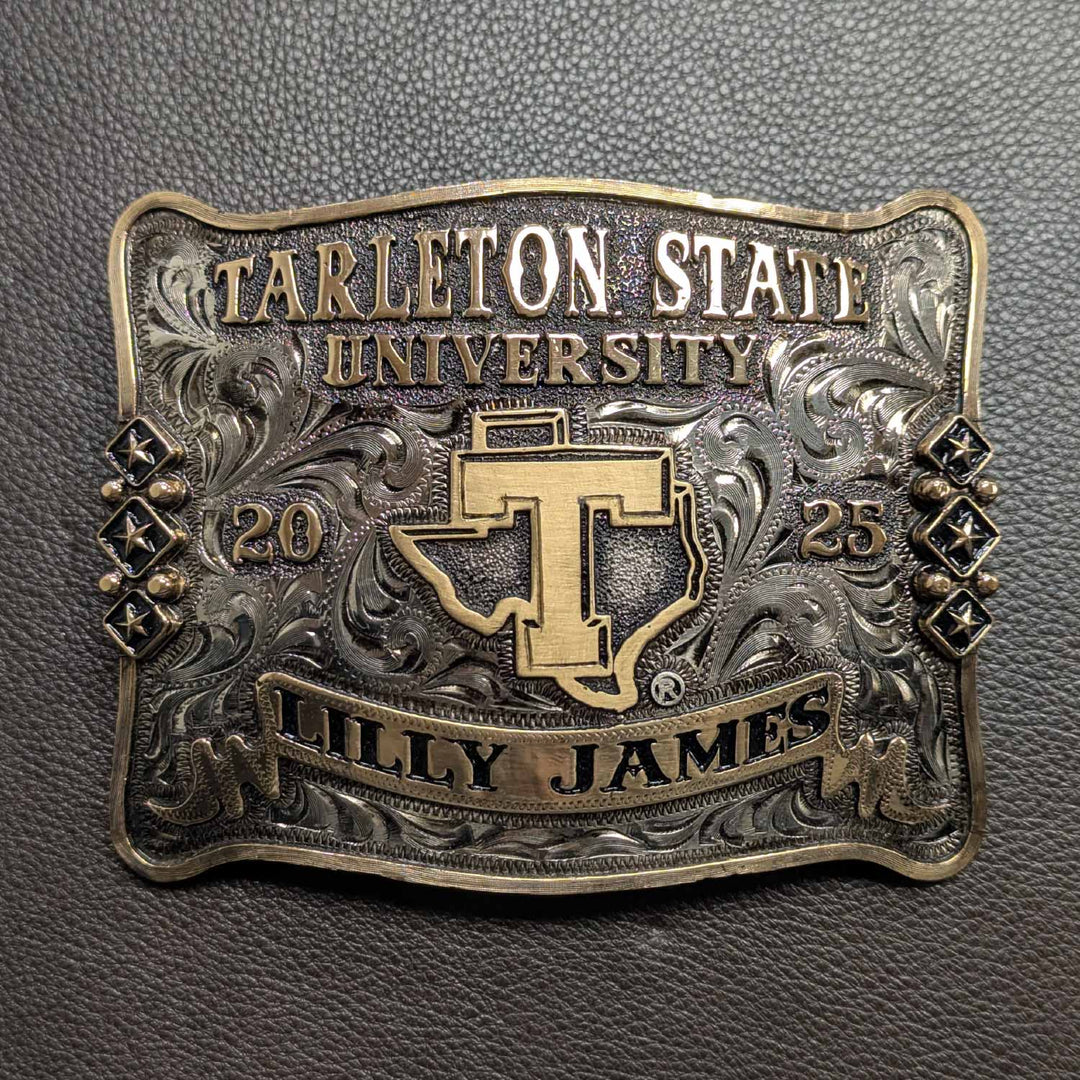 TARLETON STATE
UNIVERSITY
20 T 25
®
LILLY JAMES